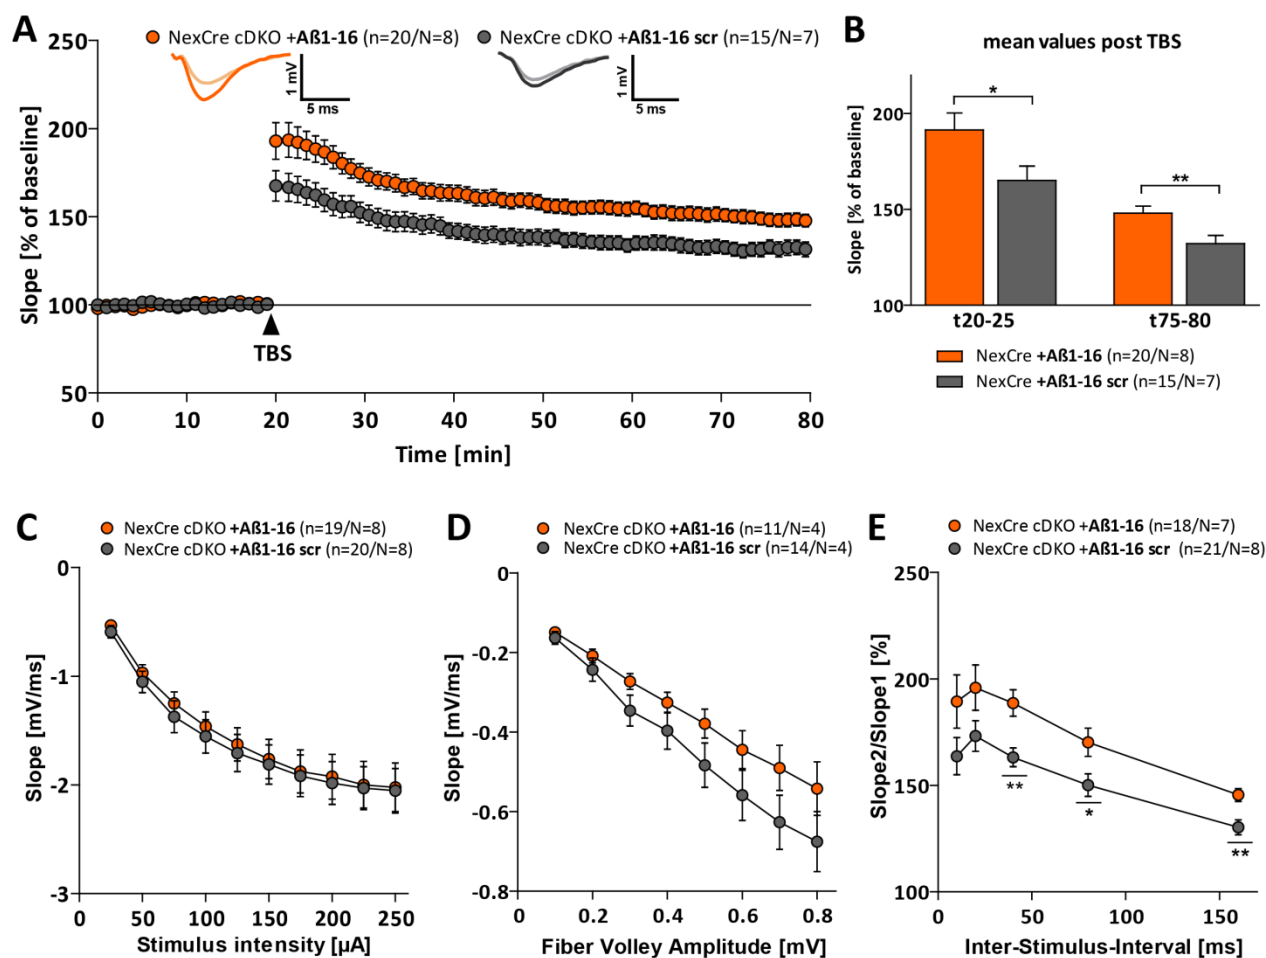 A
NexCre cDKO +Aß1-16 (n=20/N=8)
NexCre cDKO +Aß1-16 scr (n=15/N=7)
1 mV
5 ms
1 mV
5 ms
Slope [% of baseline]
250
200
150
100
50
TBS
0 10 20 30 40 50 60 70 80
Time [min]
B
mean values post TBS
Slope [% of baseline]
200
150
100
*
**
t20-25 t75-80
NexCre +Aß1-16 (n=20/N=8)
NexCre +Aß1-16 scr (n=15/N=7)
C
NexCre cDKO +Aß1-16 (n=19/N=8)
NexCre cDKO +Aß1-16 scr (n=20/N=8)
Slope [mV/ms]
0
-1
-2
-3
0 50 100 150 200 250
Stimulus intensity [µA]
D
NexCre cDKO +Aß1-16 (n=11/N=4)
NexCre cDKO +Aß1-16 scr (n=14/N=4)
Slope [mV/ms]
0
-0.2
-0.4
-0.6
-0.8
0 0.2 0.4 0.6 0.8
Fiber Volley Amplitude [mV]
E
NexCre cDKO +Aß1-16 (n=18/N=7)
NexCre cDKO +Aß1-16 scr (n=21/N=8)
Slope2/Slope1 [%]
250
200
150
100
**
*
**
0 50 100 150
Inter-Stimulus-Interval [ms]